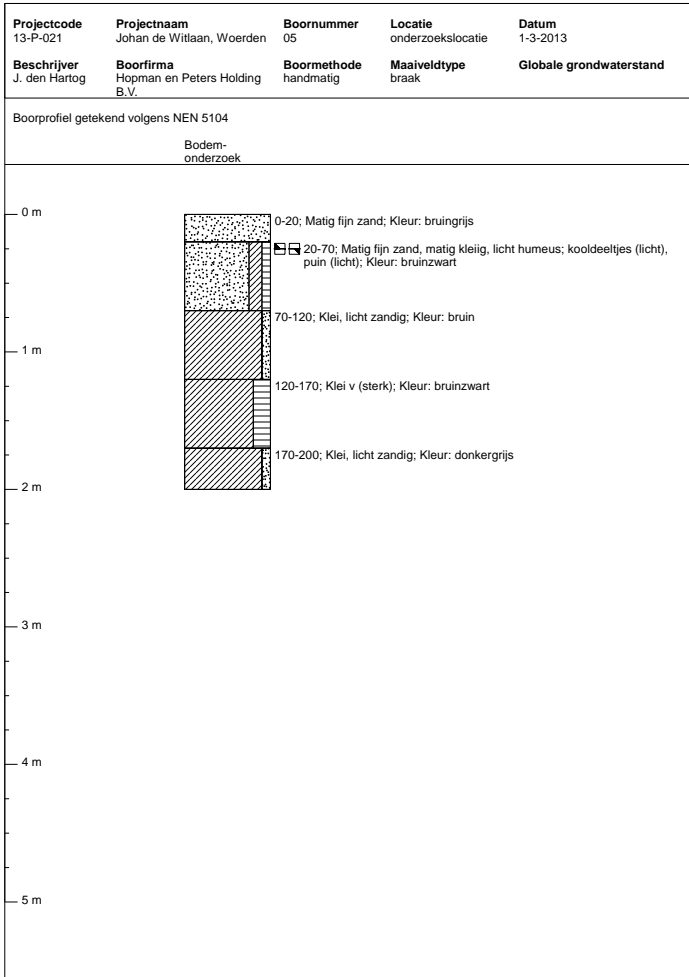 Projectcode Projectnaam Boornummer Locatie Datum
13-P-021 Johan de Witlaan, Woerden 05 onderzoekslocatie 1-3-2013
Beschrijver Boorfirma Boormethode Maaiveldtype Globale grondwaterstand
J. den Hartog Hopman en Peters Holding handmatig braak
B.V.
Boorprofiel getekend volgens NEN 5104
Bodem-
onderzoek
0 m
0-20; Matig fijn zand; Kleur: bruingrijs
20-70; Matig fijn zand, matig kleiig, licht humeus; kooldeeltjes (licht),
puin (licht); Kleur: bruinzwart
70-120; Klei, licht zandig; Kleur: bruin
1 m
120-170; Klei v (sterk); Kleur: bruinzwart
170-200; Klei, licht zandig; Kleur: donkergrijs
2 m
3 m
4 m
5 m